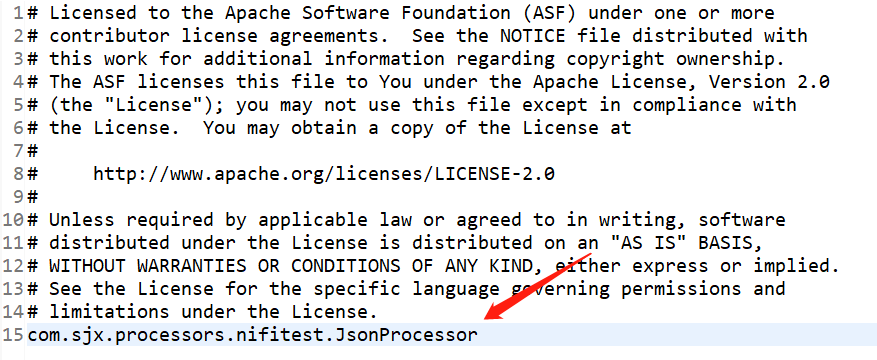 1# Licensed to the Apache Software Foundation (ASF) under one or more
2# contributor license agreements.  See the NOTICE file distributed with
3# this work for additional information regarding copyright ownership.
4# The ASF licenses this file to You under the Apache License, Version 2.0
5# (the "License"); you may not use this file except in compliance with
6# the License.  You may obtain a copy of the License at
7#
8#     http://www.apache.org/licenses/LICENSE-2.0
9#
10# Unless required by applicable law or agreed to in writing, software
11# distributed under the License is distributed on an "AS IS" BASIS,
12# WITHOUT WARRANTIES OR CONDITIONS OF ANY KIND, either express or implied.
13# See the License for the specific language governing permissions and
14# limitations under the License.
15com.sjx.processors.nifitest.JsonProcessor